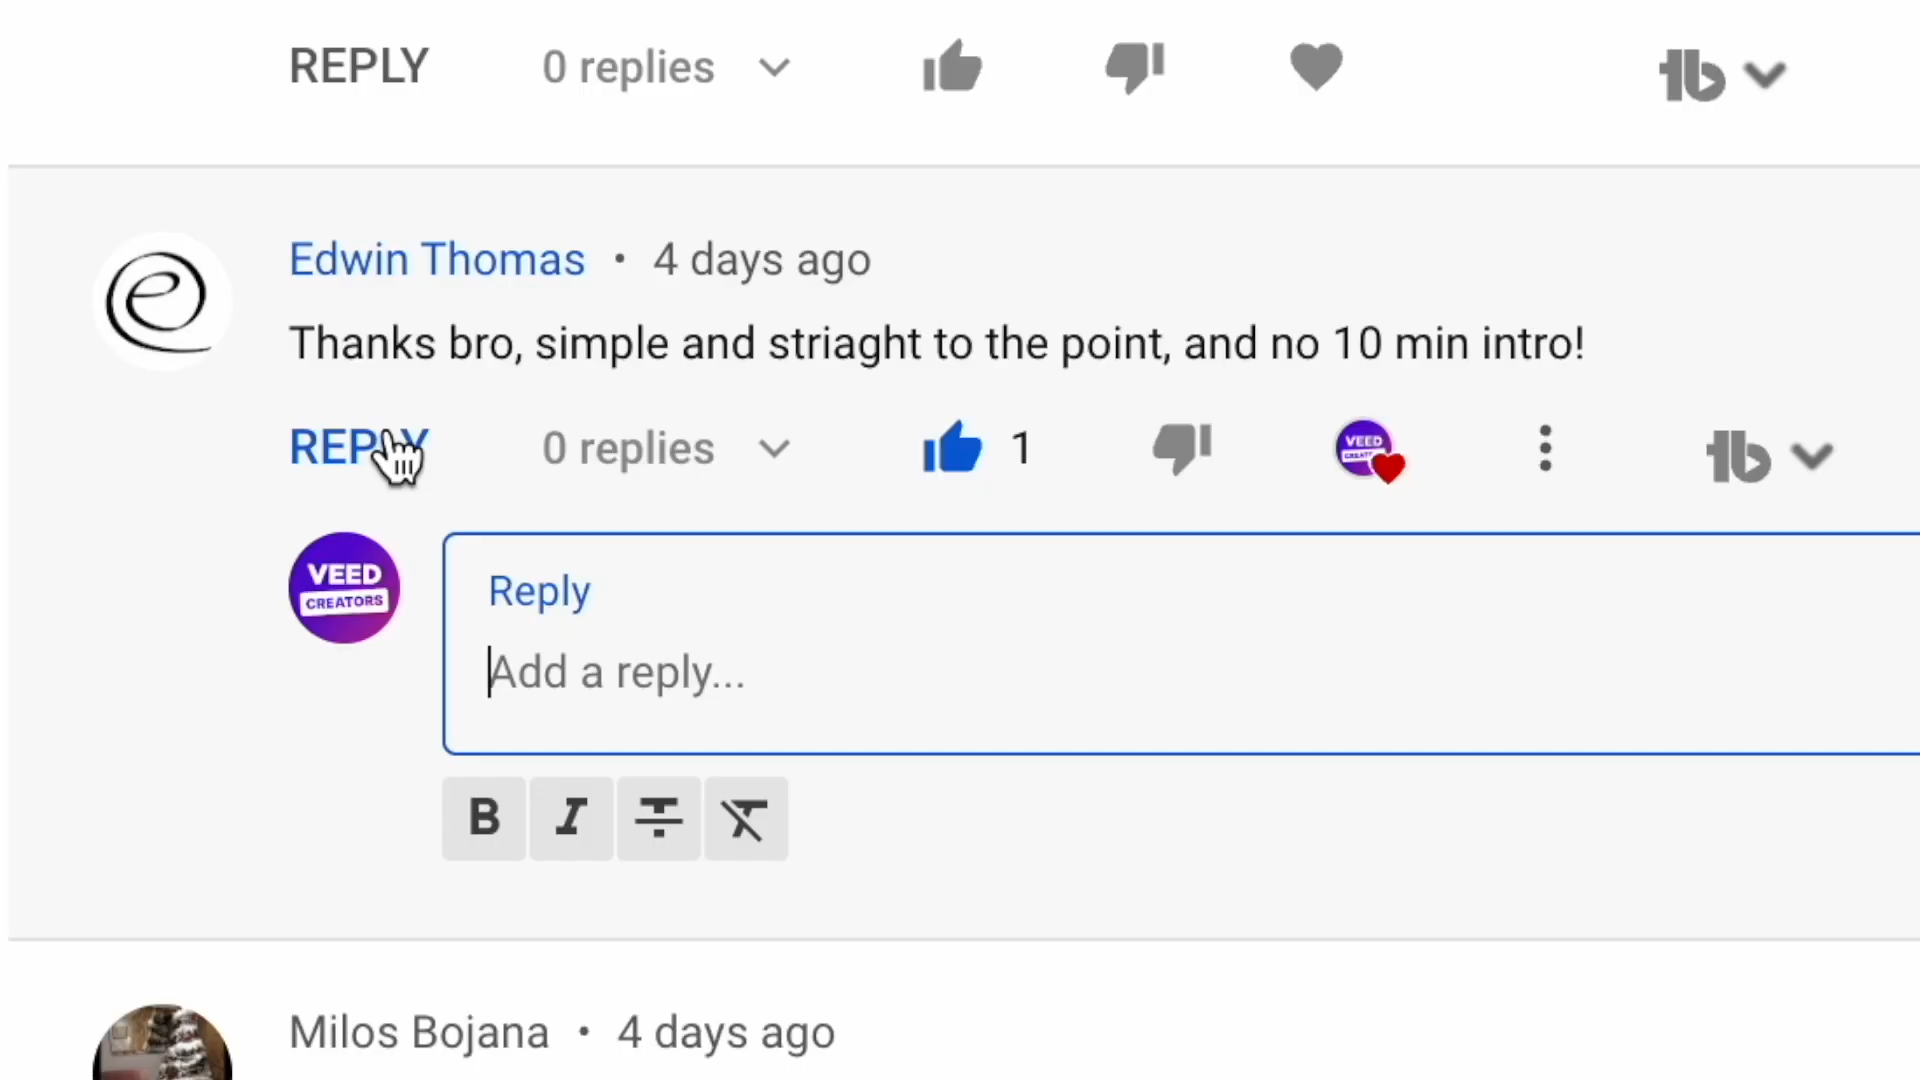 REPLY 0 replies
Edwin Thomas • 4 days ago
Thanks bro, simple and striaght to the point, and no 10 min intro!
REPLY 0 replies 1 VEED
VEED
CREATORS
Reply
Add a reply...
B I T T
Milos Bojana • 4 days ago